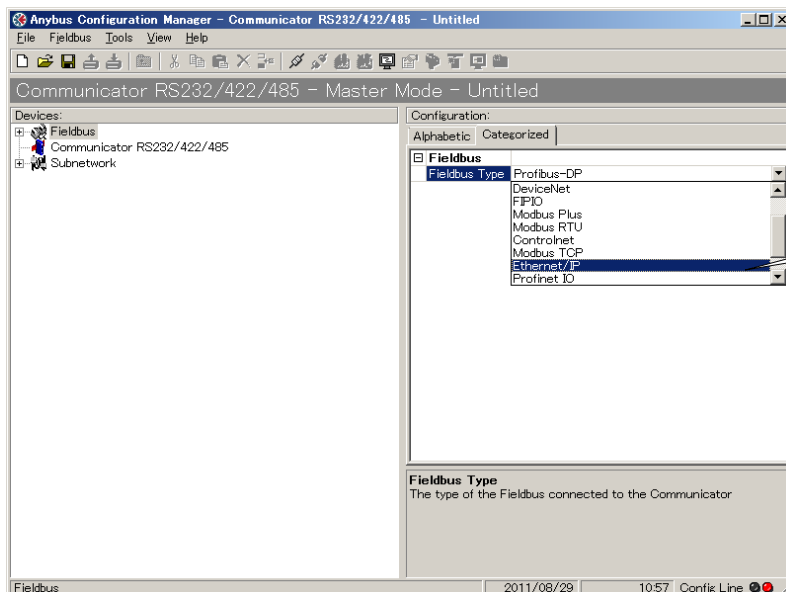 Anybus Configuration Manager - Communicator RS232/422/485 - Untitled
File Fieldbus Tools View Help
Communicator RS232/422/485 - Master Mode - Untitled
Devices:
Fieldbus
Communicator RS232/422/485
Subnetwork
Configuration:
Alphabetic Categorized
Fieldbus
Fieldbus Type Profibus-DP
DeviceNet
FIPIO
Modbus Plus
Modbus RTU
Controlnet
Modbus TCP
Ethernet/IP
Profinet IO
Fieldbus Type
The type of the Fieldbus connected to the Communicator
Fieldbus 2011/08/29 10:57 Config Line